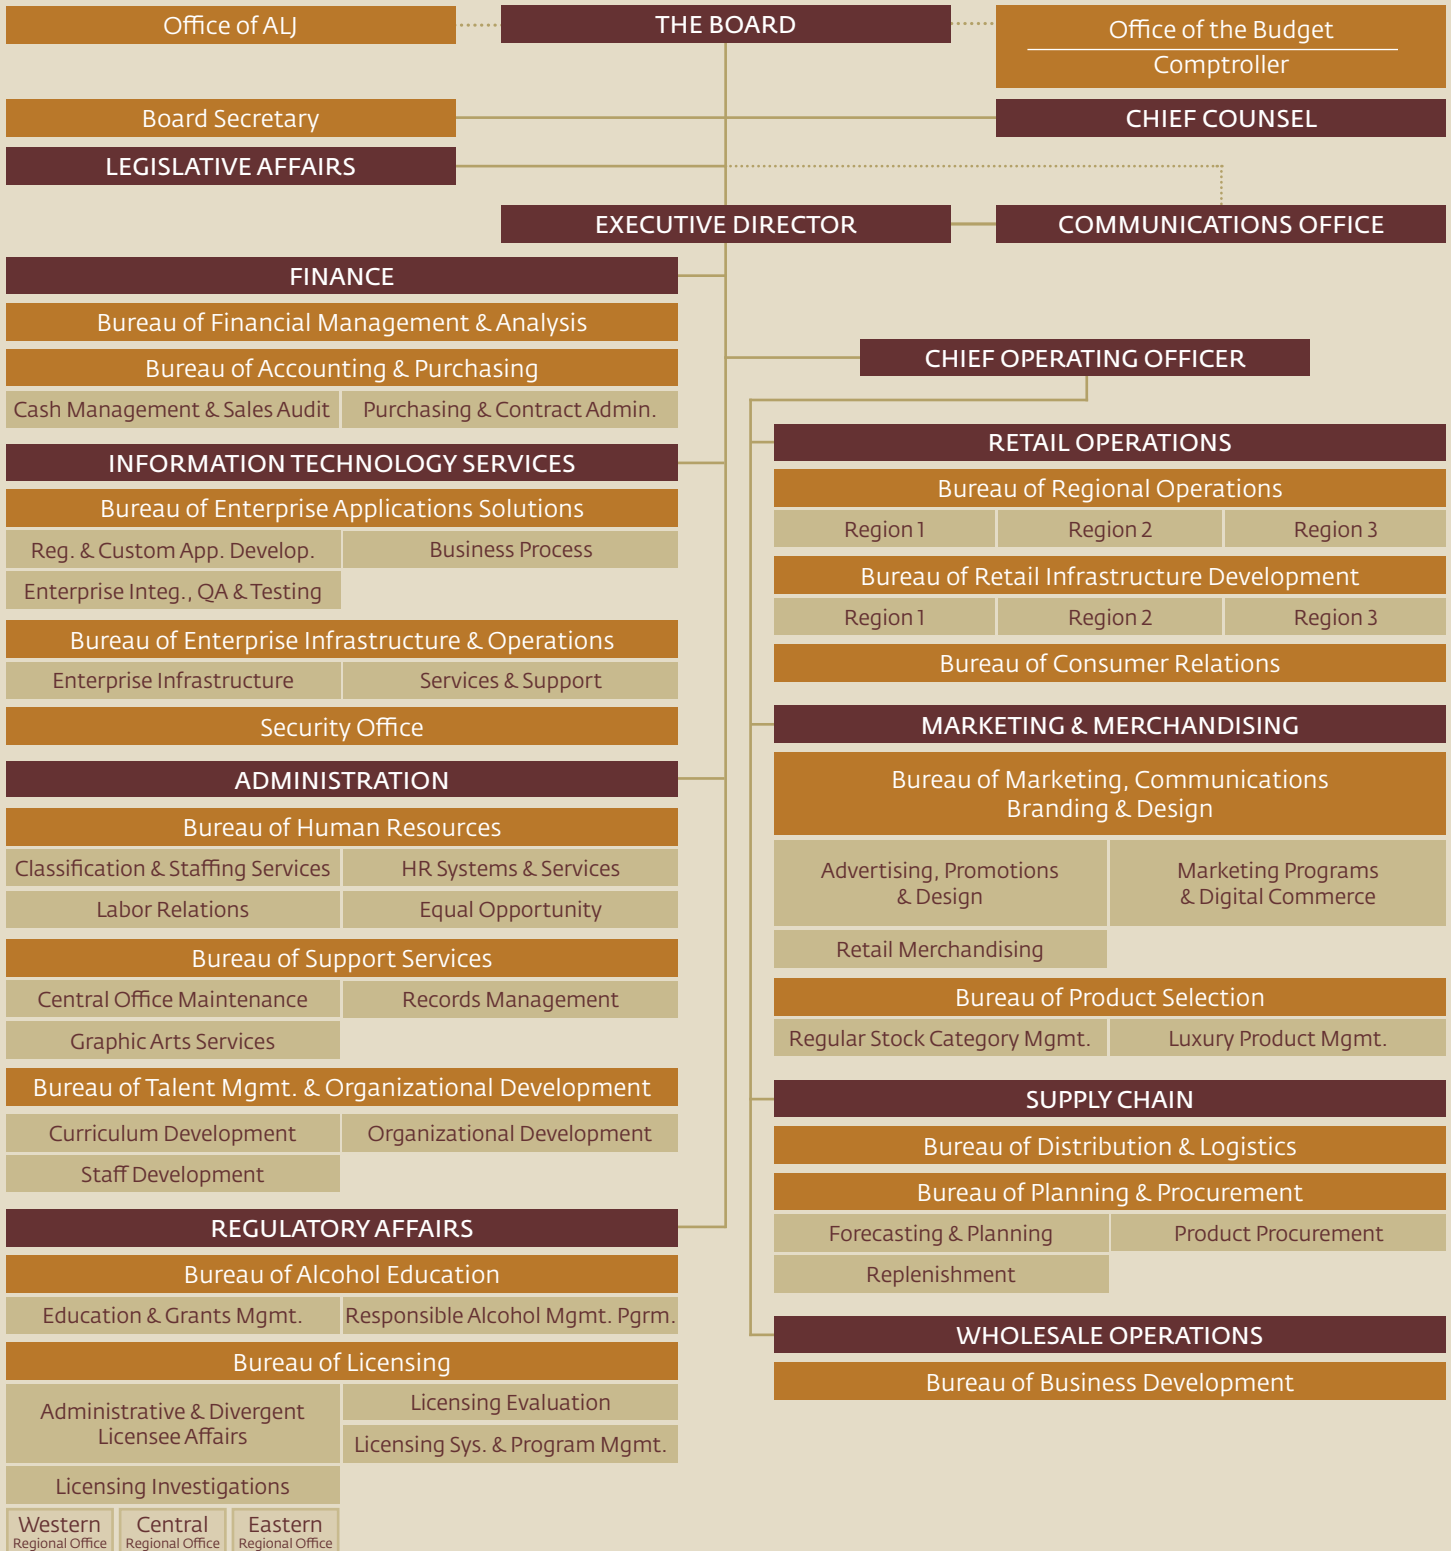 Office of ALJ
THE BOARD
Office of the Budget
Comptroller
Board Secretary
CHIEF COUNSEL
LEGISLATIVE AFFAIRS
EXECUTIVE DIRECTOR
COMMUNICATIONS OFFICE
FINANCE
Bureau of Financial Management & Analysis
Bureau of Accounting & Purchasing
Cash Management & Sales Audit
Purchasing & Contract Admin.
INFORMATION TECHNOLOGY SERVICES
Bureau of Enterprise Applications Solutions
Reg. & Custom App. Develop.
Business Process
Enterprise Integ., QA & Testing
Bureau of Enterprise Infrastructure & Operations
Enterprise Infrastructure
Services & Support
Security Office
ADMINISTRATION
Bureau of Human Resources
Classification & Staffing Services
HR Systems & Services
Labor Relations
Equal Opportunity
Bureau of Support Services
Central Office Maintenance
Records Management
Graphic Arts Services
Bureau of Talent Mgmt. & Organizational Development
Curriculum Development
Organizational Development
Staff Development
REGULATORY AFFAIRS
Bureau of Alcohol Education
Education & Grants Mgmt.
Responsible Alcohol Mgmt. Pgrm.
Bureau of Licensing
Administrative & Divergent
Licensee Affairs
Licensing Evaluation
Licensing Sys. & Program Mgmt.
Licensing Investigations
Western
Regional Office
Central
Regional Office
Eastern
Regional Office
CHIEF OPERATING OFFICER
RETAIL OPERATIONS
Bureau of Regional Operations
Region 1
Region 2
Region 3
Bureau of Retail Infrastructure Development
Region 1
Region 2
Region 3
Bureau of Consumer Relations
MARKETING & MERCHANDISING
Bureau of Marketing, Communications
Branding & Design
Advertising, Promotions
& Design
Marketing Programs
& Digital Commerce
Retail Merchandising
Bureau of Product Selection
Regular Stock Category Mgmt.
Luxury Product Mgmt.
SUPPLY CHAIN
Bureau of Distribution & Logistics
Bureau of Planning & Procurement
Forecasting & Planning
Product Procurement
Replenishment
WHOLESALE OPERATIONS
Bureau of Business Development